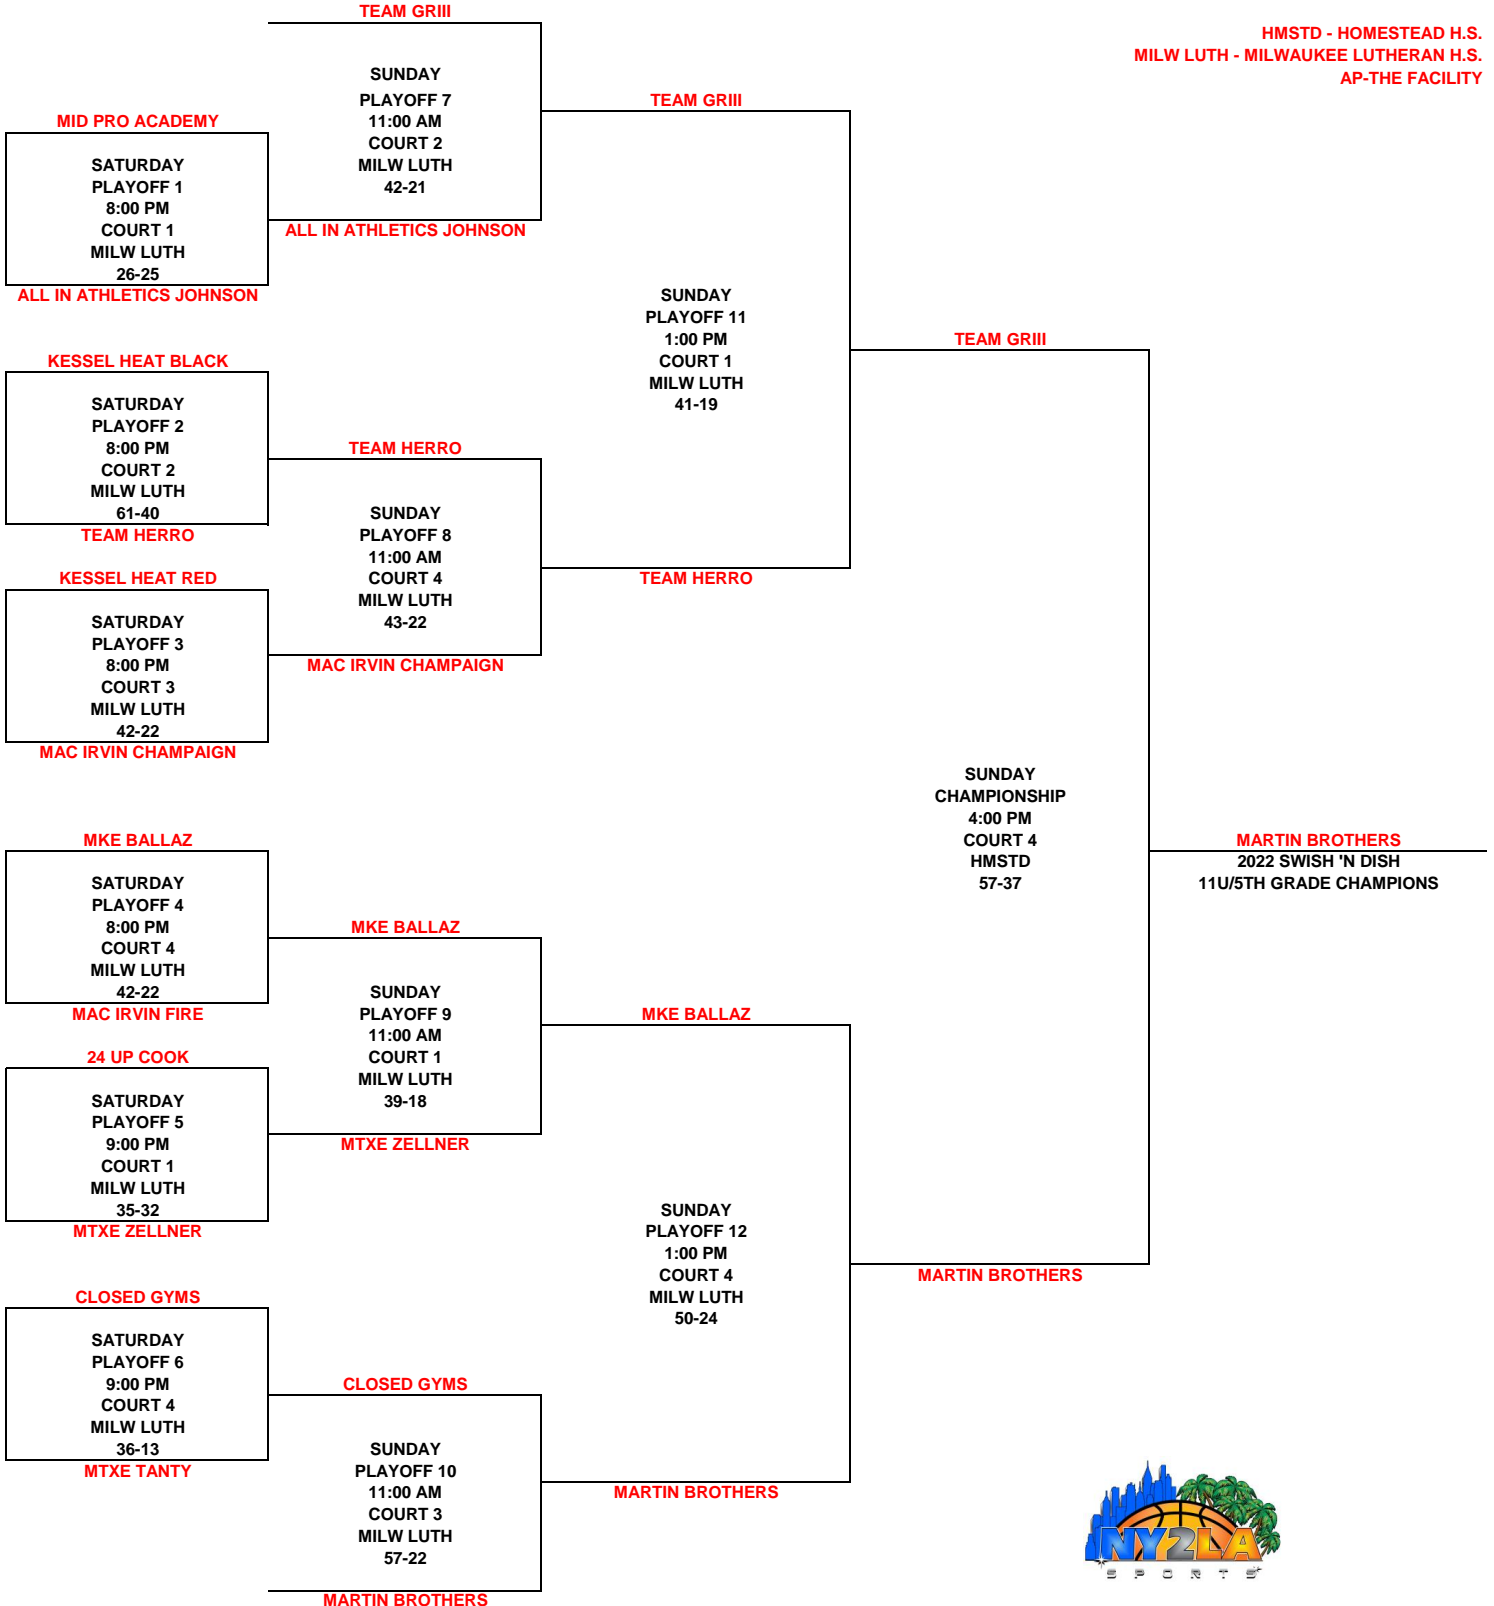 TEAM GRIII
HMSTD - HOMESTEAD H.S.
MILW LUTH - MILWAUKEE LUTHERAN H.S.
AP-THE FACILITY
SUNDAY
PLAYOFF 7
11:00 AM
COURT 2
MILW LUTH
42-21
TEAM GRIII
MID PRO ACADEMY
SATURDAY
PLAYOFF 1
8:00 PM
COURT 1
MILW LUTH
26-25
ALL IN ATHLETICS JOHNSON
ALL IN ATHLETICS JOHNSON
SUNDAY
PLAYOFF 11
1:00 PM
COURT 1
MILW LUTH
41-19
TEAM GRIII
KESSEL HEAT BLACK
SATURDAY
PLAYOFF 2
8:00 PM
COURT 2
MILW LUTH
61-40
TEAM HERRO
TEAM HERRO
SUNDAY
PLAYOFF 8
11:00 AM
COURT 4
MILW LUTH
43-22
TEAM HERRO
KESSEL HEAT RED
SATURDAY
PLAYOFF 3
8:00 PM
COURT 3
MILW LUTH
42-22
MAC IRVIN CHAMPAIGN
MAC IRVIN CHAMPAIGN
SUNDAY
CHAMPIONSHIP
4:00 PM
COURT 4
HMSTD
57-37
MARTIN BROTHERS
2022 SWISH 'N DISH
11U/5TH GRADE CHAMPIONS
MKE BALLAZ
SATURDAY
PLAYOFF 4
8:00 PM
COURT 4
MILW LUTH
42-22
MAC IRVIN FIRE
MKE BALLAZ
SUNDAY
PLAYOFF 9
11:00 AM
COURT 1
MILW LUTH
39-18
MKE BALLAZ
24 UP COOK
SATURDAY
PLAYOFF 5
9:00 PM
COURT 1
MILW LUTH
35-32
MTXE ZELLNER
MTXE ZELLNER
SUNDAY
PLAYOFF 12
1:00 PM
COURT 4
MILW LUTH
50-24
MARTIN BROTHERS
CLOSED GYMS
SATURDAY
PLAYOFF 6
9:00 PM
COURT 4
MILW LUTH
36-13
MTXE TANTY
CLOSED GYMS
SUNDAY
PLAYOFF 10
11:00 AM
COURT 3
MILW LUTH
57-22
MARTIN BROTHERS
MARTIN BROTHERS
NY2LA
SPORTS